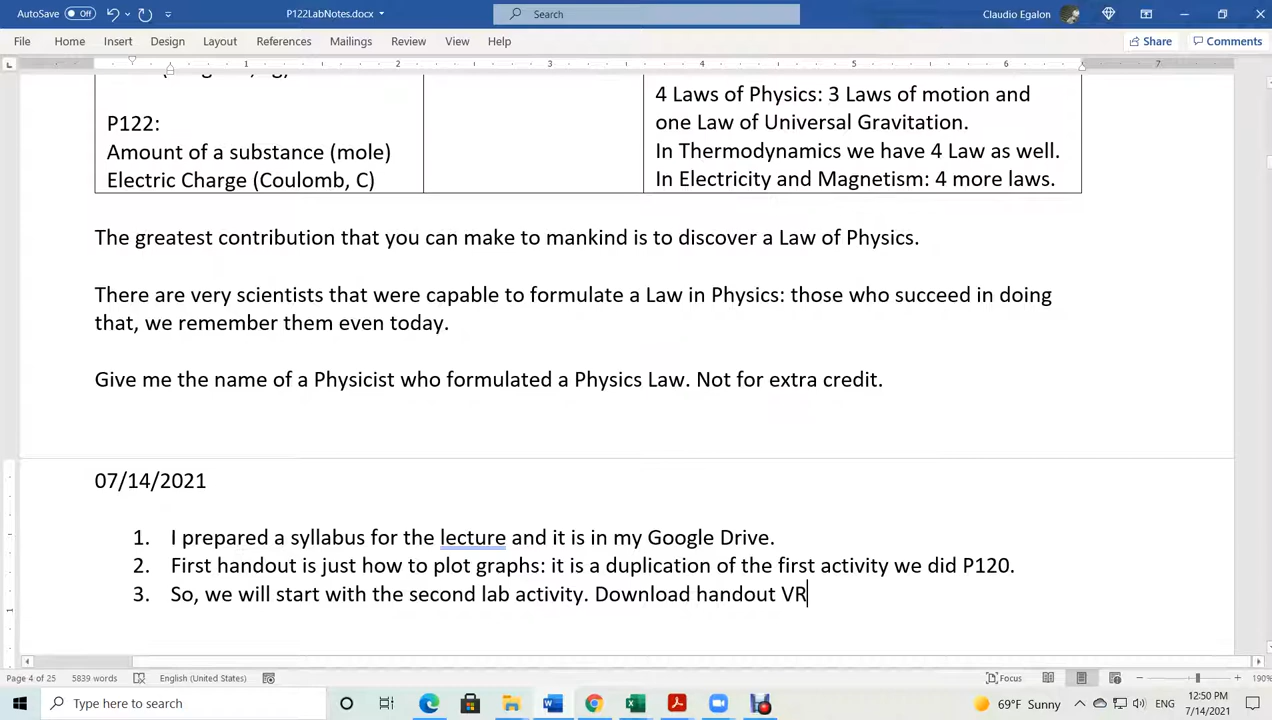 AutoSave Off P122LabNotes.docx Search Claudio Egalon
File Home Insert Design Layout References Mailings Review View Help Share Comments
1 2 3 4 5 6 7
P122:
Amount of a substance (mole)
Electric Charge (Coulomb, C)
4 Laws of Physics: 3 Laws of motion and
one Law of Universal Gravitation.
In Thermodynamics we have 4 Law as well.
In Electricity and Magnetism: 4 more laws.
The greatest contribution that you can make to mankind is to discover a Law of Physics.
There are very scientists that were capable to formulate a Law in Physics: those who succeed in doing
that, we remember them even today.
Give me the name of a Physicist who formulated a Physics Law. Not for extra credit.
07/14/2021
1. I prepared a syllabus for the lecture and it is in my Google Drive.
2. First handout is just how to plot graphs: it is a duplication of the first activity we did P120.
3. So, we will start with the second lab activity. Download handout VR
Page 4 of 25 5839 words English (United States) Focus 190%
Type here to search 69°F Sunny 12:50 PM
7/14/2021